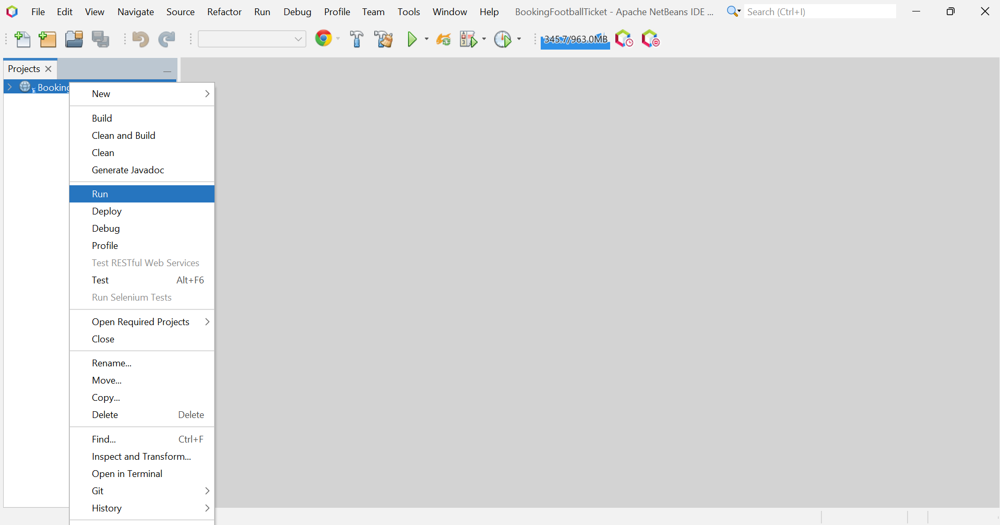 File Edit View Navigate Source Refactor Run Debug Profile Team Tools Window Help BookingFootballTicket - Apache NetBeans IDE ... Search (Ctrl+I)
345.7/963.0MB
Projects
Booking
New
Build
Clean and Build
Clean
Generate Javadoc
Run
Deploy
Debug
Profile
Test RESTful Web Services
Test Alt+F6
Run Selenium Tests
Open Required Projects
Close
Rename...
Move...
Copy...
Delete Delete
Find... Ctrl+F
Inspect and Transform...
Open in Terminal
Git
History